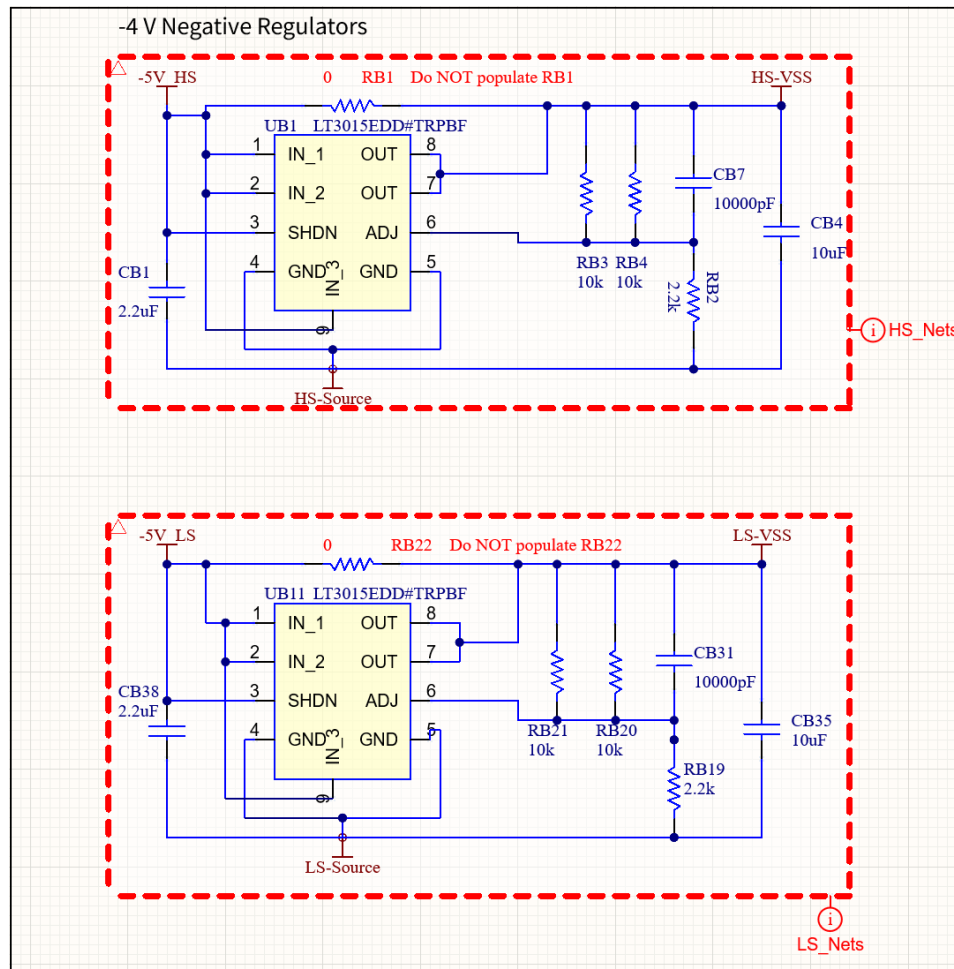 -4 V Negative Regulators
-5V_HS
0 RB1 Do NOT populate RB1
HS-VSS
UB1 LT3015EDD#TRPBF
1 IN_1 OUT 8
2 IN_2 OUT 7
3 SHDN ADJ 6
4 GND GND 5
IN_3
9
CB1
2.2uF
RB3
10k
RB4
10k
CB7
10000pF
RB2
2.2k
CB4
10uF
HS-Source
HS_Nets
-5V_LS
0 RB22 Do NOT populate RB22
LS-VSS
UB11 LT3015EDD#TRPBF
1 IN_1 OUT 8
2 IN_2 OUT 7
3 SHDN ADJ 6
4 GND GND 5
IN_3
9
CB38
2.2uF
RB21
10k
RB20
10k
CB31
10000pF
RB19
2.2k
CB35
10uF
LS-Source
LS_Nets